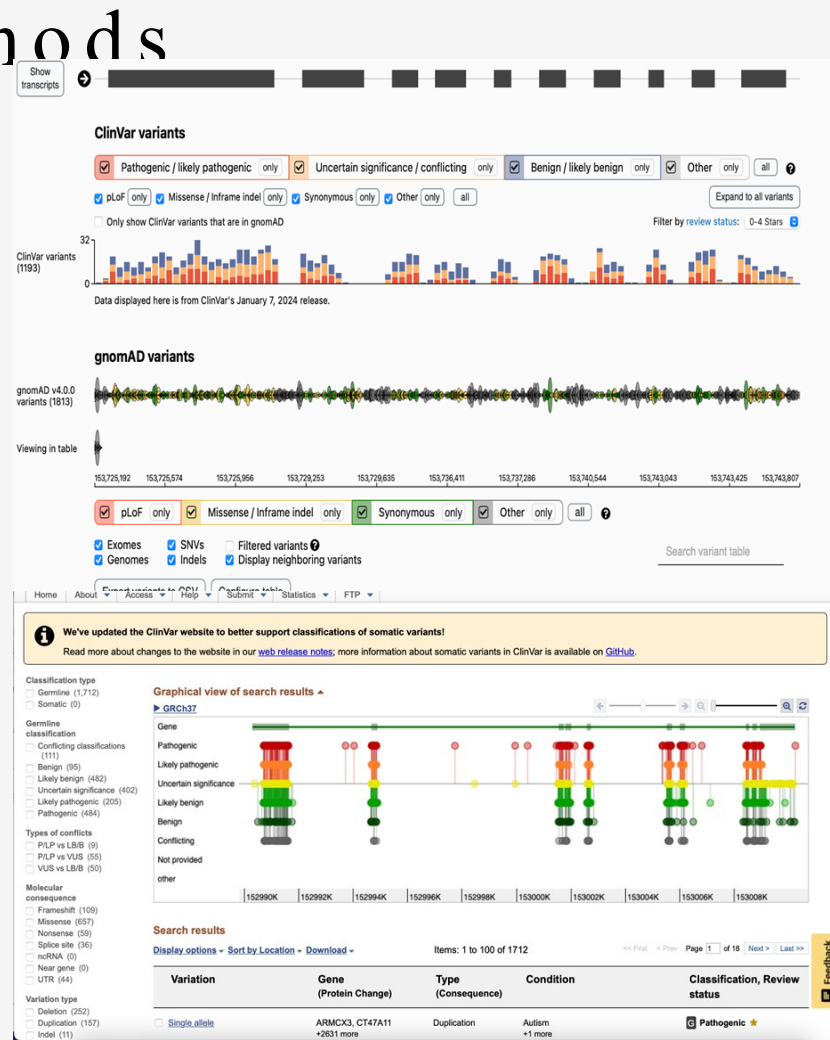 hods
Show
transcripts
ClinVar variants
Pathogenic / likely pathogenic only Uncertain significance / conflicting only Benign / likely benign only Other only all ?
pLoF only Missense / Inframe indel only Synonymous only Other only all Expand to all variants
Only show ClinVar variants that are in gnomAD Filter by review status: 0-4 Stars
32
ClinVar variants
(1193)
0
Data displayed here is from ClinVar's January 7, 2024 release.
gnomAD variants
gnomAD v4.0.0
variants (1813)
Viewing in table
153,725,192 153,725,574 153,725,956 153,729,253 153,729,635 153,736,411 153,737,286 153,740,544 153,743,043 153,743,425 153,743,807
pLoF only Missense / Inframe indel only Synonymous only Other only all ?
Exomes SNVs Filtered variants ?
Genomes Indels Display neighboring variants
Search variant table
Export variants to CSV Configure table
Home About Access Help Submit Statistics FTP
We've updated the ClinVar website to better support classifications of somatic variants!
Read more about changes to the website in our web release notes; more information about somatic variants in ClinVar is available on GitHub.
Classification type
Germline (1,712)
Somatic (0)
Germline
classification
Conflicting classifications
(111)
Benign (95)
Likely benign (482)
Uncertain significance (402)
Likely pathogenic (205)
Pathogenic (484)
Types of conflicts
P/LP vs LB/B (9)
P/LP vs VUS (55)
VUS vs LB/B (50)
Molecular
consequence
Frameshift (109)
Missense (657)
Nonsense (59)
Splice site (36)
ncRNA (0)
Near gene (0)
UTR (44)
Variation type
Deletion (252)
Duplication (157)
Indel (11)
Graphical view of search results
GRCh37
Gene
Pathogenic
Likely pathogenic
Uncertain significance
Likely benign
Benign
Conflicting
Not provided
other
152990K 152992K 152994K 152996K 152998K 153000K 153002K 153004K 153006K 153008K
Search results
Display options Sort by Location Download Items: 1 to 100 of 1712 << First < Prev Page 1 of 18 Next > Last >>
Variation Gene (Protein Change) Type (Consequence) Condition Classification, Review status
Single allele ARMCX3, CT47A11 Duplication Autism G Pathogenic
+2631 more +1 more
Feedback